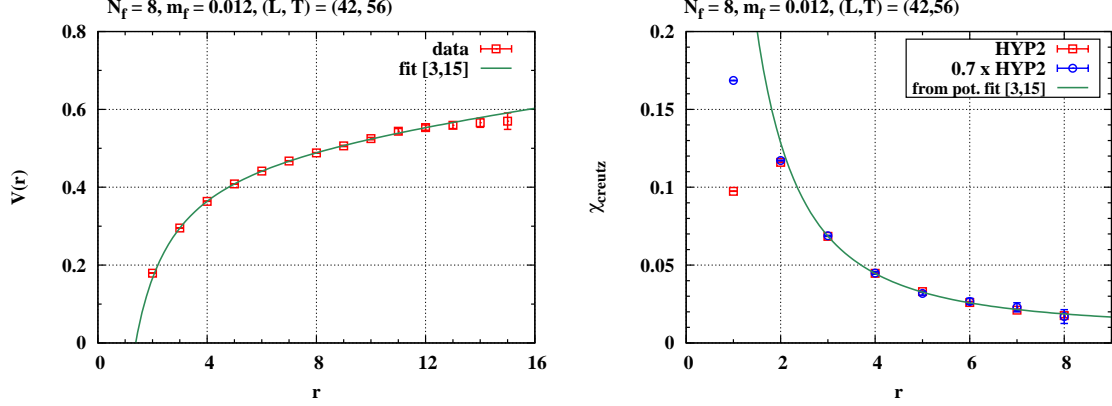 N_f = 8, m_f = 0.012, (L, T) = (42, 56)
0.8
0.6
0.4
0.2
0
V(r)
data
fit [3,15]
0 4 8 12 16
r
N_f = 8, m_f = 0.012, (L,T) = (42,56)
0.2
0.15
0.1
0.05
0
χ_creutz
HYP2
0.7 x HYP2
from pot. fit [3,15]
0 2 4 6 8
r